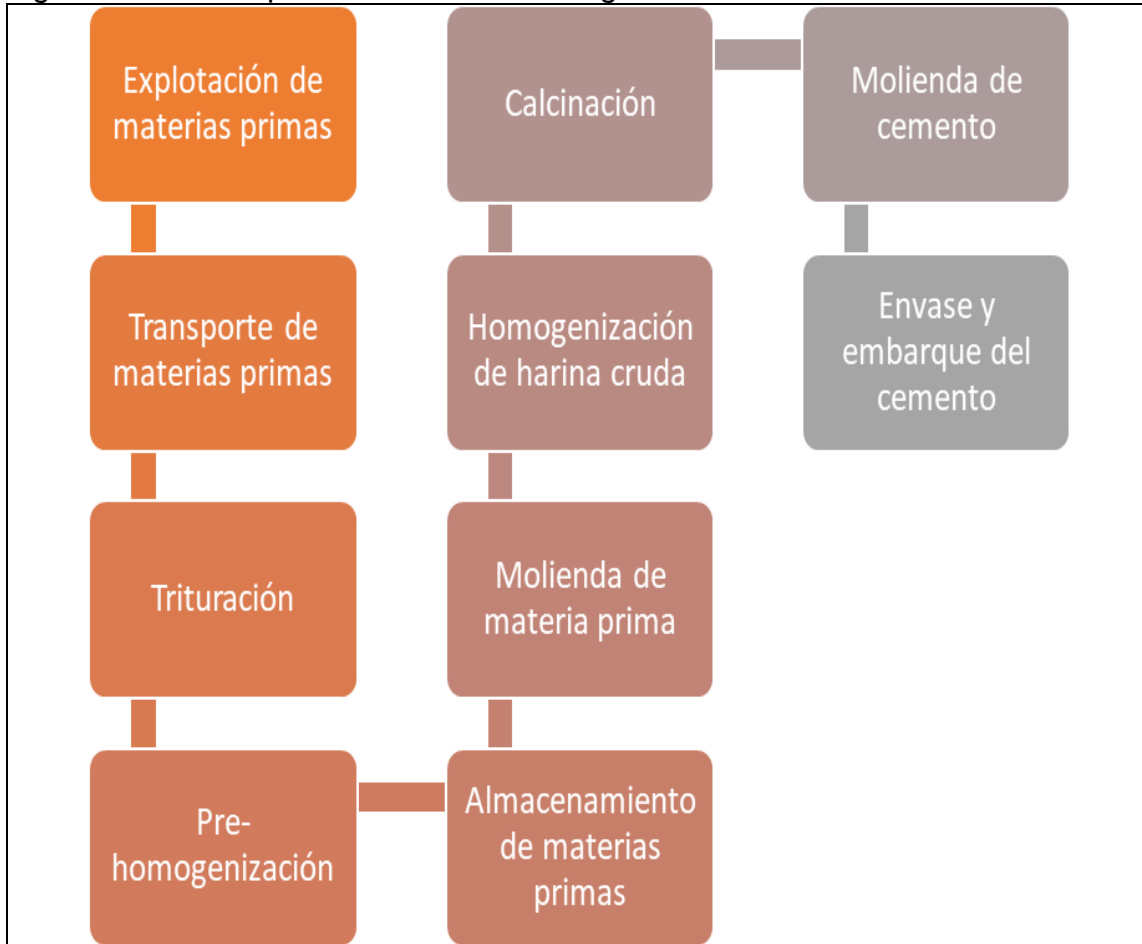 Explotación de
materias primas
Transporte de
materias primas
Trituración
Pre-
homogenización
Almacenamiento
de materias
primas
Molienda de
materia prima
Homogenización
de harina cruda
Calcinación
Molienda de
cemento
Envase y
embarque del
cemento